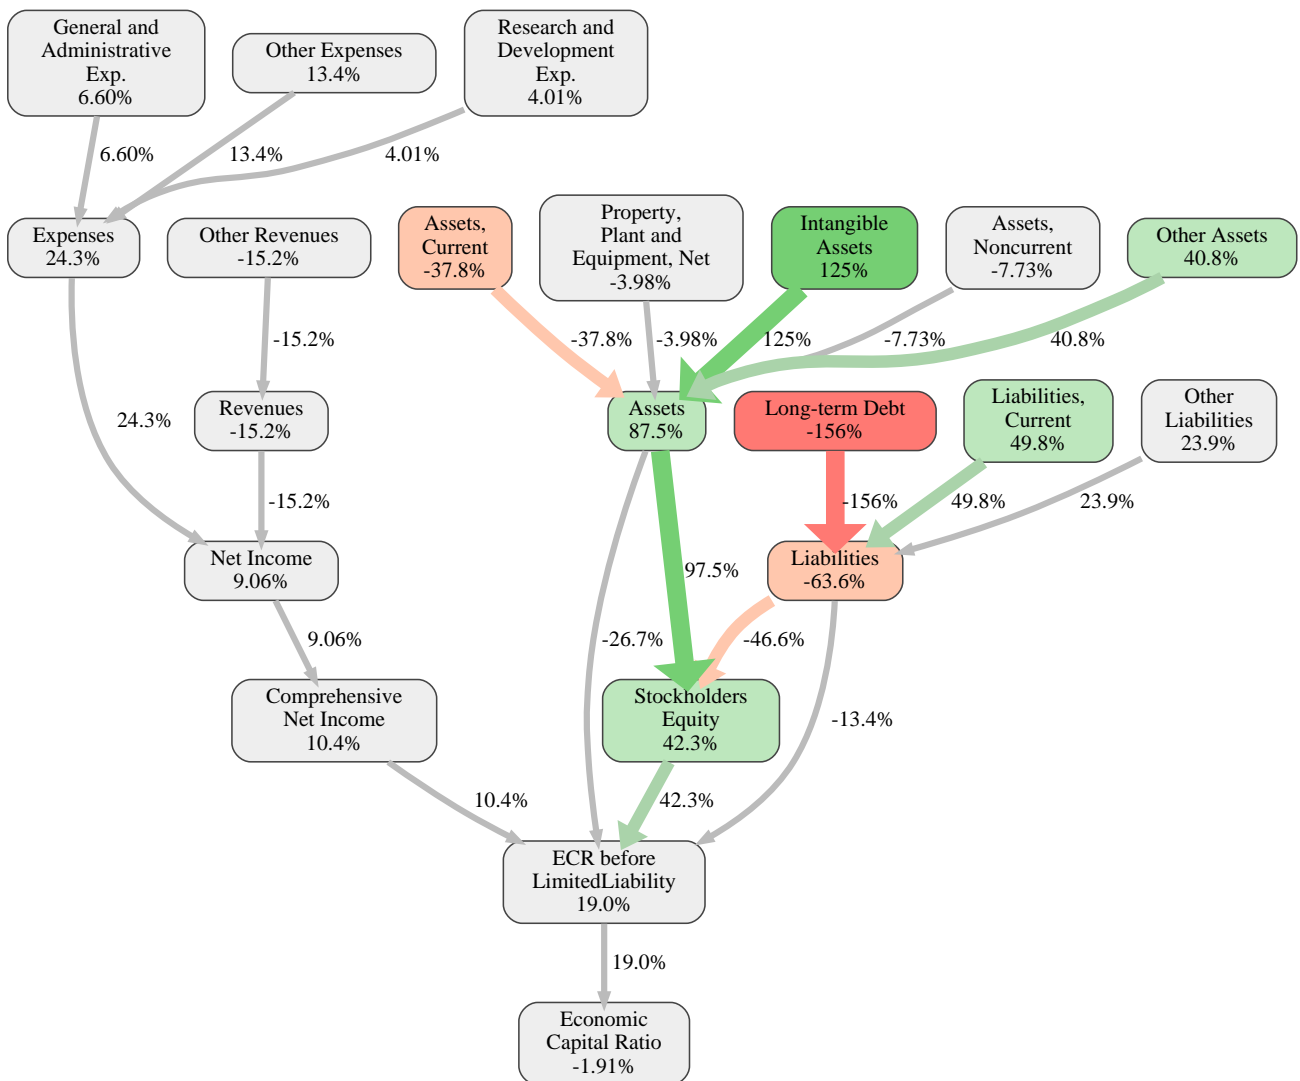 General and
Administrative
Exp.
6.60%
Other Expenses
13.4%
Research and
Development
Exp.
4.01%
6.60%
13.4%
4.01%
Expenses
24.3%
Other Revenues
-15.2%
Assets,
Current
-37.8%
Property,
Plant and
Equipment, Net
-3.98%
Intangible
Assets
125%
Assets,
Noncurrent
-7.73%
Other Assets
40.8%
-15.2%
-37.8%
-3.98%
125%
-7.73%
40.8%
24.3%
Revenues
-15.2%
Assets
87.5%
Long-term Debt
-156%
Liabilities,
Current
49.8%
Other
Liabilities
23.9%
-15.2%
-156%
49.8%
23.9%
Net Income
9.06%
97.5%
Liabilities
-63.6%
9.06%
-26.7%
-46.6%
Comprehensive
Net Income
10.4%
Stockholders
Equity
42.3%
-13.4%
10.4%
42.3%
ECR before
LimitedLiability
19.0%
19.0%
Economic
Capital Ratio
-1.91%